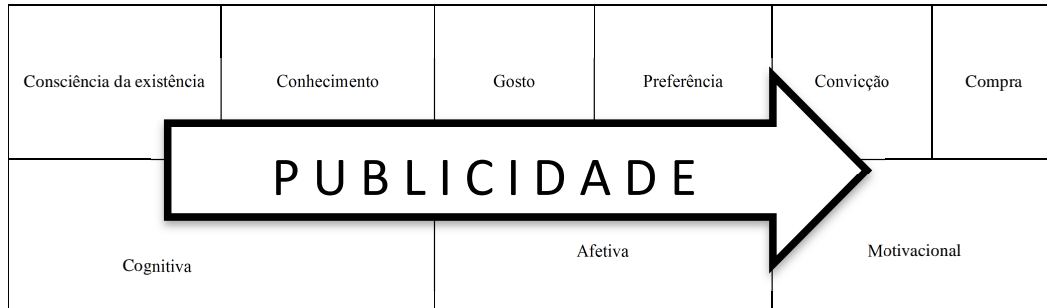 Consciência da existência
Conhecimento
Gosto
Preferência
Convicção
Compra
PUBLICIDADE
Cognitiva
Afetiva
Motivacional